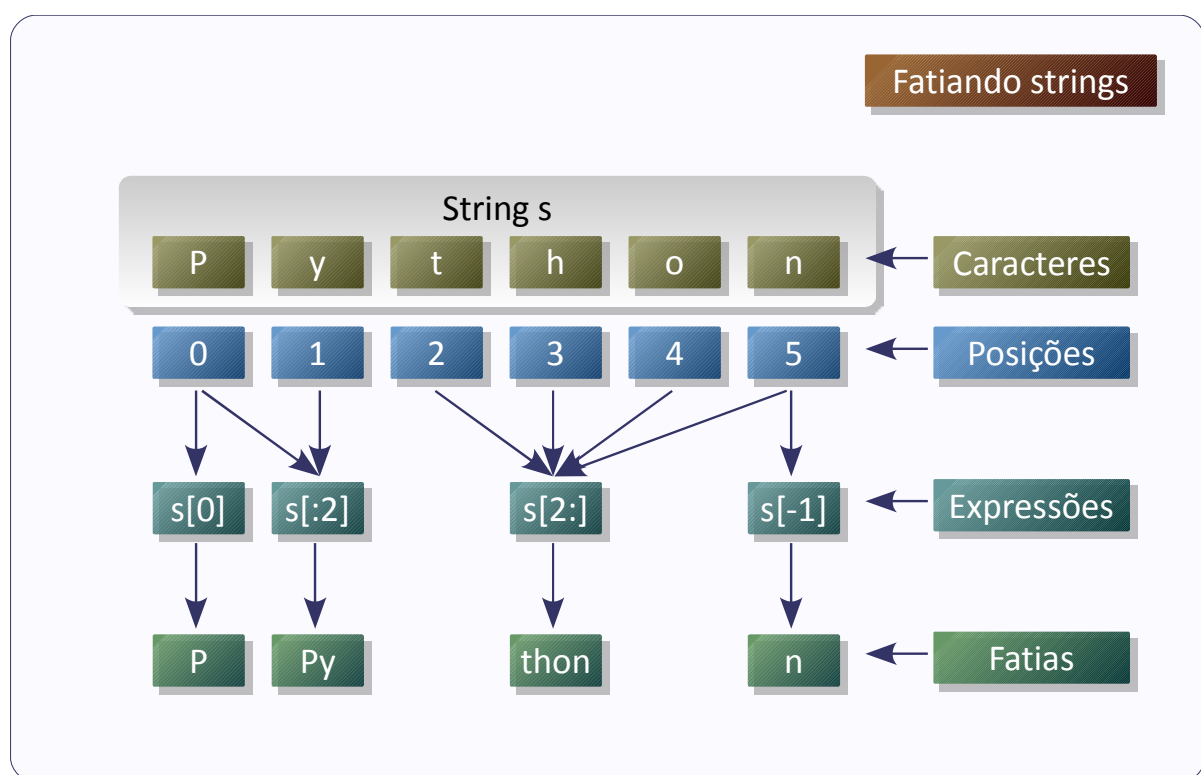 Fatiando strings
String s
P y t h o n Caracteres
0 1 2 3 4 5 Posições
s[0] s[:2] s[2:] s[-1] Expressões
P Py thon n Fatias